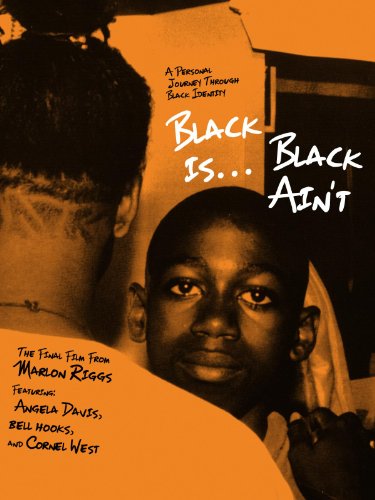 A Personal
Journey Through
Black Identity
Black
is...
Black
Ain't
The Final Film From
Marlon Riggs
Featuring:
Angela Davis,
bell hooks,
and Cornel West